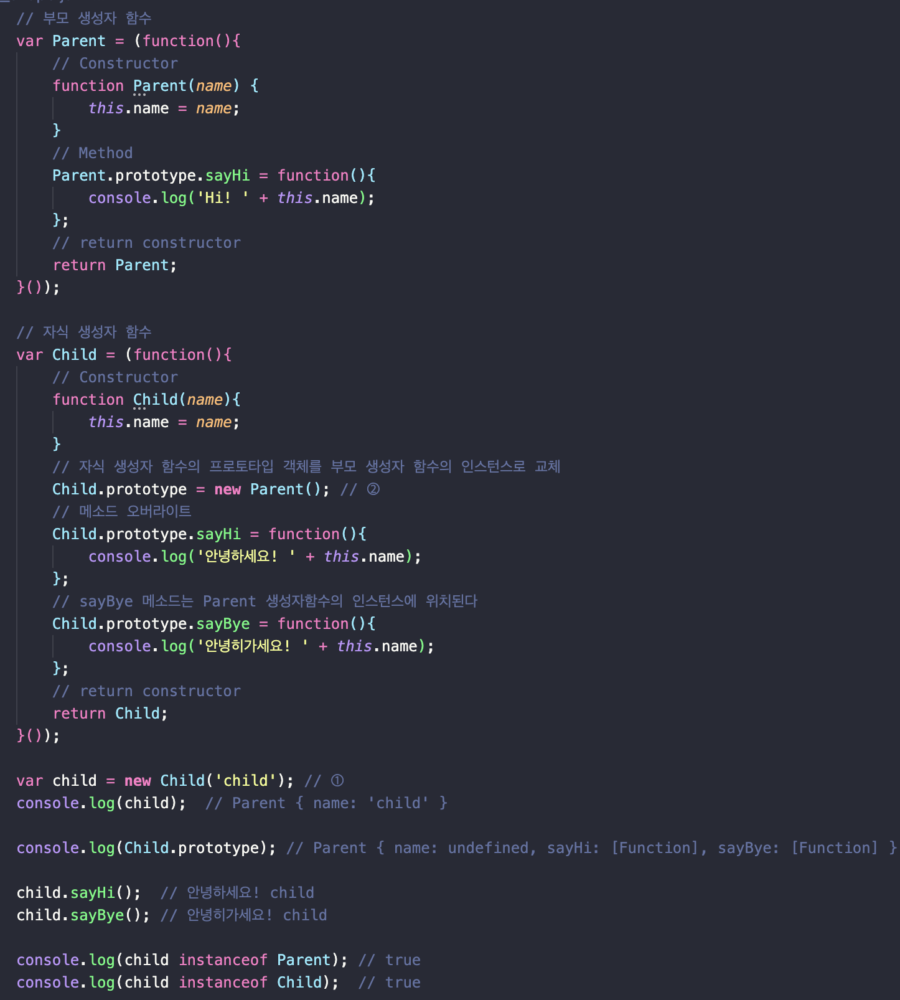 // 부모 생성자 함수
var Parent = (function(){
    // Constructor
    function Parent(name) {
        this.name = name;
    }
    // Method
    Parent.prototype.sayHi = function(){
        console.log('Hi! ' + this.name);
    };
    // return constructor
    return Parent;
}());

// 자식 생성자 함수
var Child = (function(){
    // Constructor
    function Child(name){
        this.name = name;
    }
    // 자식 생성자 함수의 프로토타입 객체를 부모 생성자 함수의 인스턴스로 교체
    Child.prototype = new Parent(); // ②
    // 메소드 오버라이트
    Child.prototype.sayHi = function(){
        console.log('안녕하세요! ' + this.name);
    };
    // sayBye 메소드는 Parent 생성자함수의 인스턴스에 위치된다
    Child.prototype.sayBye = function(){
        console.log('안녕히가세요! ' + this.name);
    };
    // return constructor
    return Child;
}());

var child = new Child('child'); // ①
console.log(child);  // Parent { name: 'child' }

console.log(Child.prototype); // Parent { name: undefined, sayHi: [Function], sayBye: [Function] }

child.sayHi();  // 안녕하세요! child
child.sayBye(); // 안녕히가세요! child

console.log(child instanceof Parent); // true
console.log(child instanceof Child);  // true